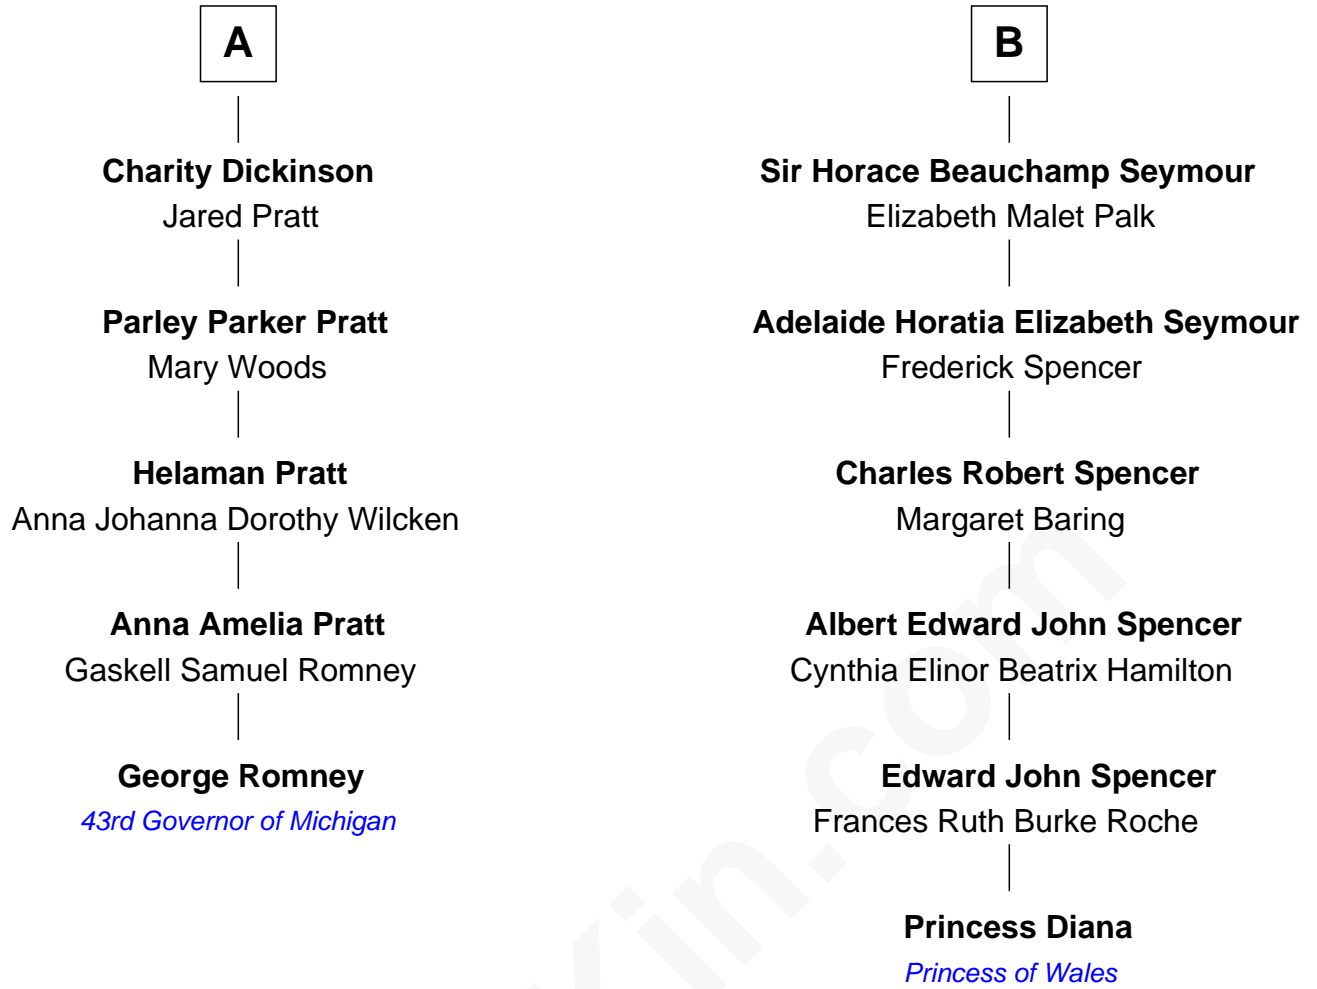 A
Charity Dickinson
Jared Pratt
Parley Parker Pratt
Mary Woods
Helaman Pratt
Anna Johanna Dorothy Wilcken
Anna Amelia Pratt
Gaskell Samuel Romney
George Romney
43rd Governor of Michigan
B
Sir Horace Beauchamp Seymour
Elizabeth Malet Palk
Adelaide Horatia Elizabeth Seymour
Frederick Spencer
Charles Robert Spencer
Margaret Baring
Albert Edward John Spencer
Cynthia Elinor Beatrix Hamilton
Edward John Spencer
Frances Ruth Burke Roche
Princess Diana
Princess of Wales
Kin.com